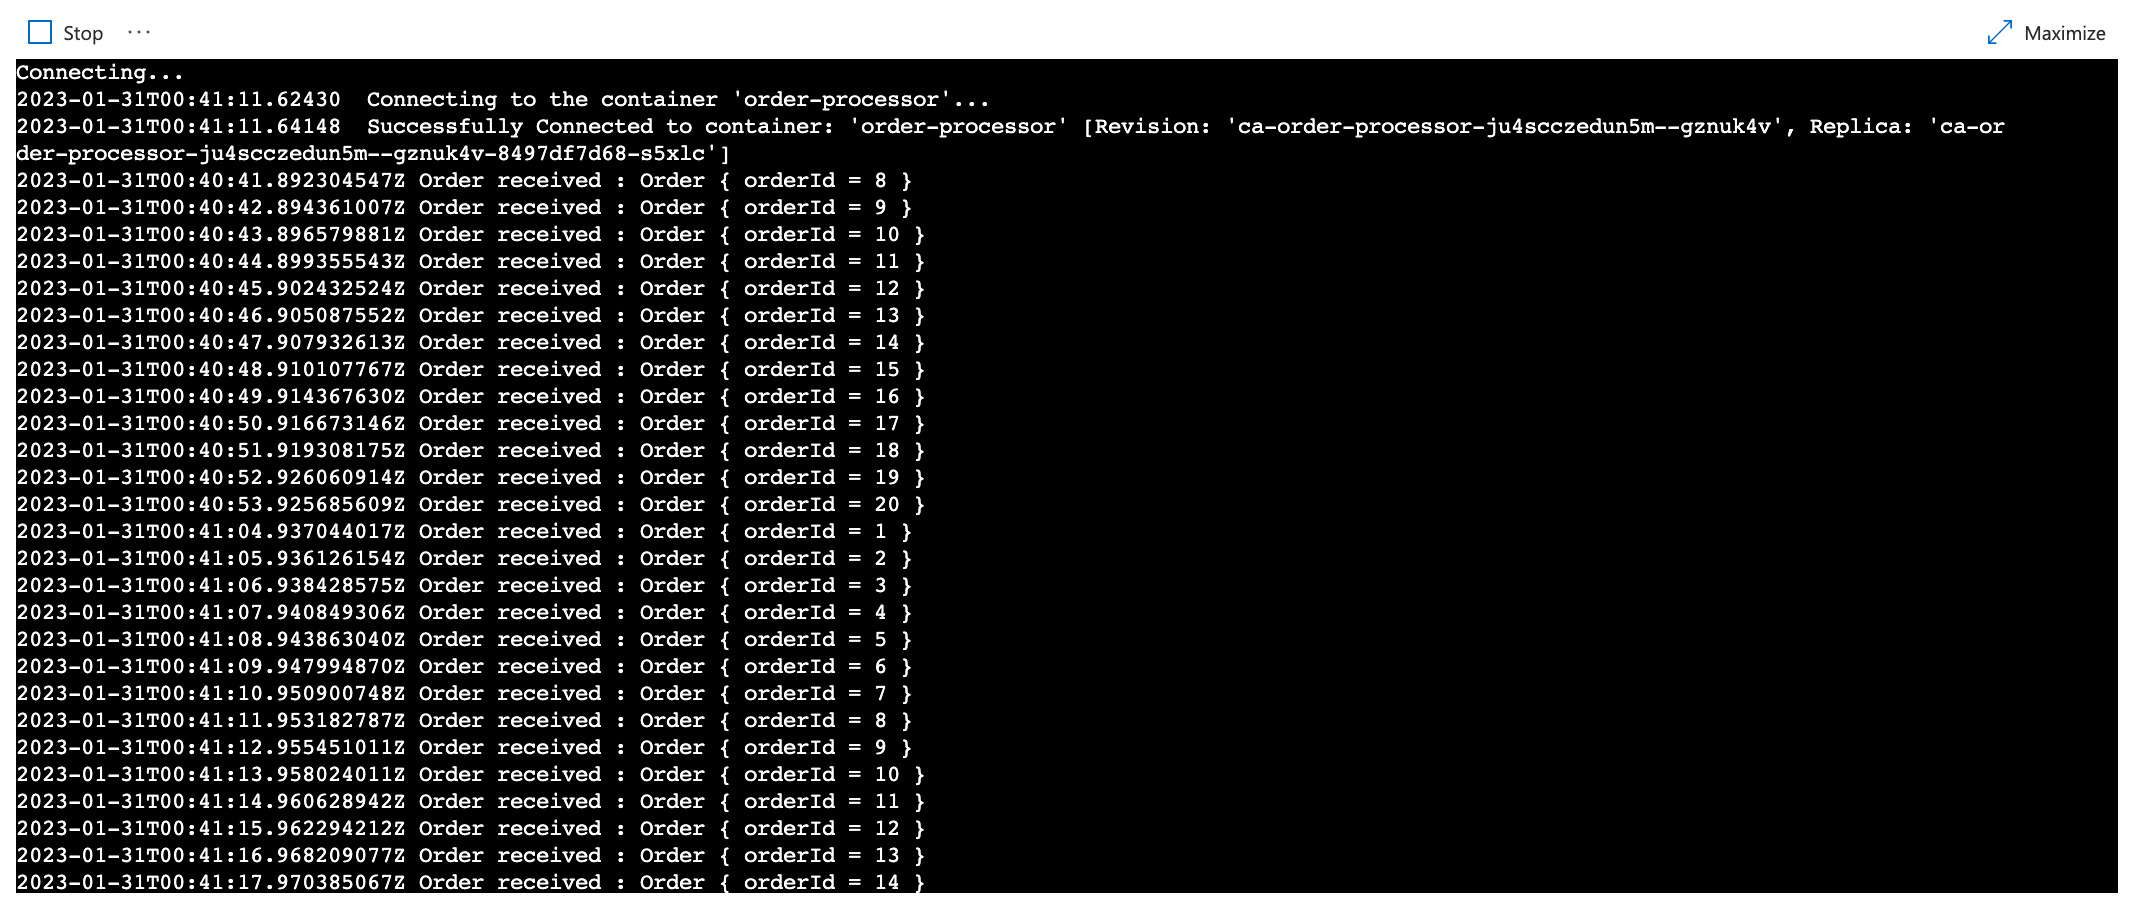 Stop ···
Maximize
Connecting...
2023-01-31T00:41:11.62430  Connecting to the container 'order-processor'...
2023-01-31T00:41:11.64148  Successfully Connected to container: 'order-processor' [Revision: 'ca-order-processor-ju4scczedun5m--gznuk4v', Replica: 'ca-or
der-processor-ju4scczedun5m--gznuk4v-8497df7d68-s5xlc']
2023-01-31T00:40:41.892304547Z Order received : Order { orderId = 8 }
2023-01-31T00:40:42.894361007Z Order received : Order { orderId = 9 }
2023-01-31T00:40:43.896579881Z Order received : Order { orderId = 10 }
2023-01-31T00:40:44.899355543Z Order received : Order { orderId = 11 }
2023-01-31T00:40:45.902432524Z Order received : Order { orderId = 12 }
2023-01-31T00:40:46.905087552Z Order received : Order { orderId = 13 }
2023-01-31T00:40:47.907932613Z Order received : Order { orderId = 14 }
2023-01-31T00:40:48.910107767Z Order received : Order { orderId = 15 }
2023-01-31T00:40:49.914367630Z Order received : Order { orderId = 16 }
2023-01-31T00:40:50.916673146Z Order received : Order { orderId = 17 }
2023-01-31T00:40:51.919308175Z Order received : Order { orderId = 18 }
2023-01-31T00:40:52.926060914Z Order received : Order { orderId = 19 }
2023-01-31T00:40:53.925685609Z Order received : Order { orderId = 20 }
2023-01-31T00:41:04.937044017Z Order received : Order { orderId = 1 }
2023-01-31T00:41:05.936126154Z Order received : Order { orderId = 2 }
2023-01-31T00:41:06.938428575Z Order received : Order { orderId = 3 }
2023-01-31T00:41:07.940849306Z Order received : Order { orderId = 4 }
2023-01-31T00:41:08.943863040Z Order received : Order { orderId = 5 }
2023-01-31T00:41:09.947994870Z Order received : Order { orderId = 6 }
2023-01-31T00:41:10.950900748Z Order received : Order { orderId = 7 }
2023-01-31T00:41:11.953182787Z Order received : Order { orderId = 8 }
2023-01-31T00:41:12.955451011Z Order received : Order { orderId = 9 }
2023-01-31T00:41:13.958024011Z Order received : Order { orderId = 10 }
2023-01-31T00:41:14.960628942Z Order received : Order { orderId = 11 }
2023-01-31T00:41:15.962294212Z Order received : Order { orderId = 12 }
2023-01-31T00:41:16.968209077Z Order received : Order { orderId = 13 }
2023-01-31T00:41:17.970385067Z Order received : Order { orderId = 14 }